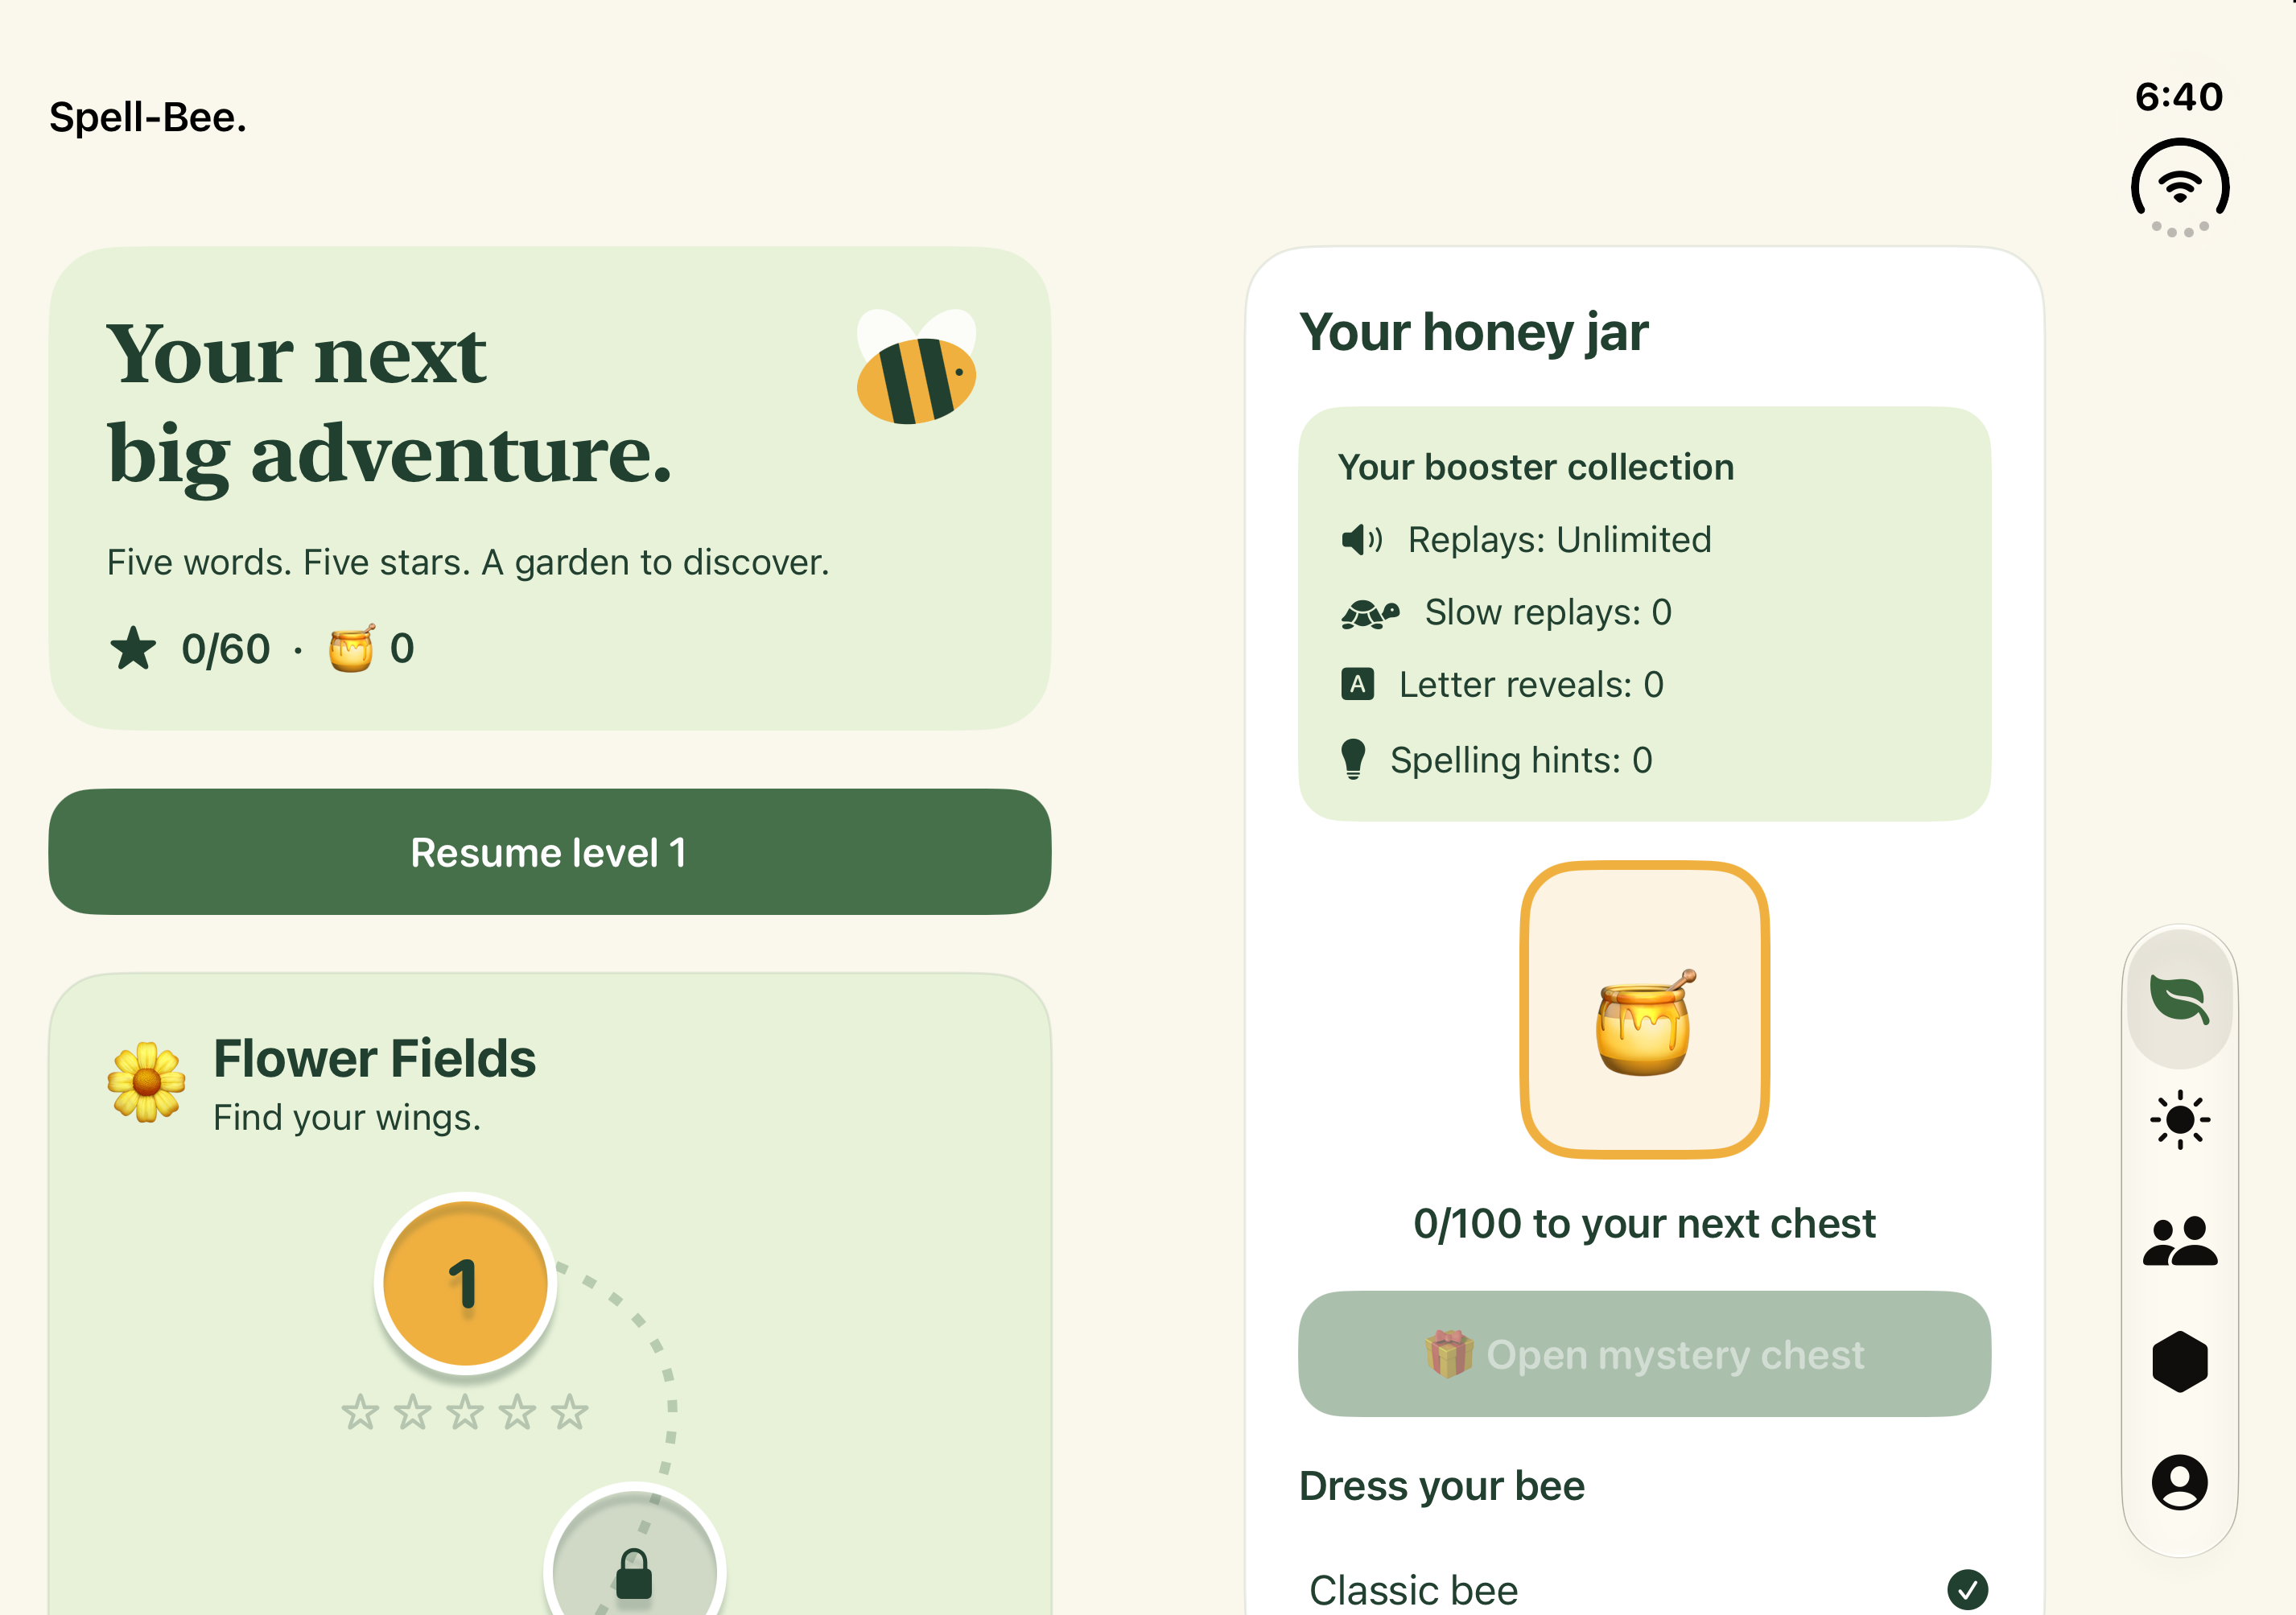 Spell-Bee.
6:40
Your next
big adventure.
Five words. Five stars. A garden to discover.
0/60 · 0
Resume level 1
Flower Fields
Find your wings.
1
Your honey jar
Your booster collection
Replays: Unlimited
Slow replays: 0
A Letter reveals: 0
Spelling hints: 0
0/100 to your next chest
Open mystery chest
Dress your bee
Classic bee